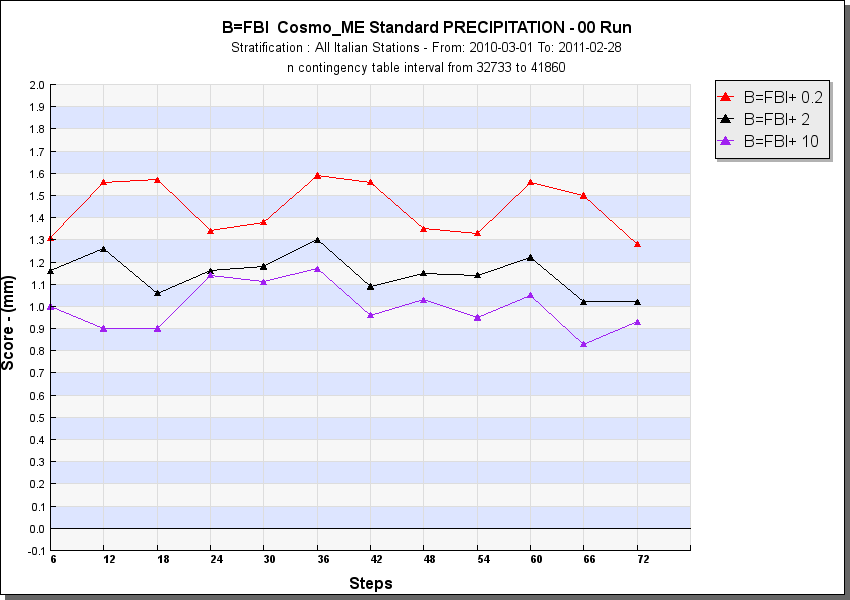 B=FBI  Cosmo_ME Standard PRECIPITATION - 00 Run
Stratification : All Italian Stations - From: 2010-03-01 To: 2011-02-28
n contingency table interval from 32733 to 41860
B=FBI+ 0.2
B=FBI+ 2
B=FBI+ 10
Score - (mm)
2.0
1.9
1.8
1.7
1.6
1.5
1.4
1.3
1.2
1.1
1.0
0.9
0.8
0.7
0.6
0.5
0.4
0.3
0.2
0.1
0.0
-0.1
6 12 18 24 30 36 42 48 54 60 66 72
Steps